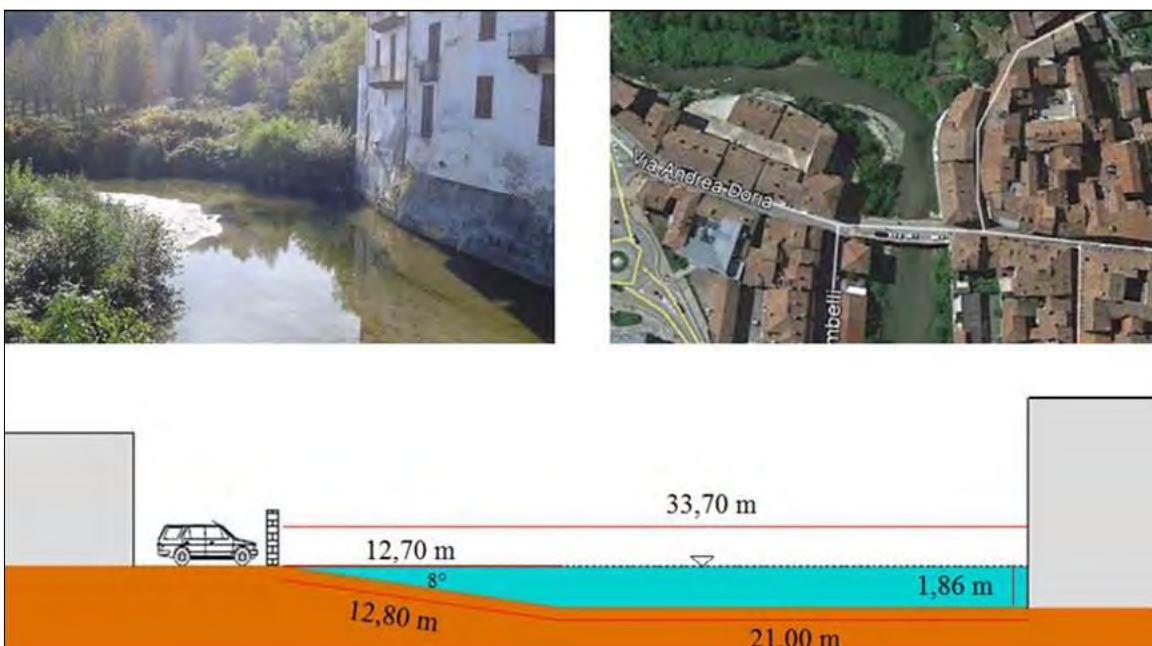 Via Andrea Doria
mbelli
33,70 m
12,70 m
8°
1,86 m
12,80 m
21,00 m